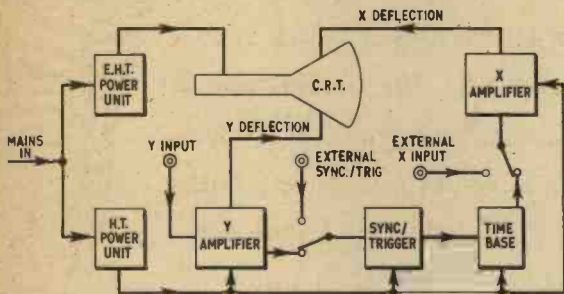 X DEFLECTION
E.H.T.
POWER
UNIT
C.R.T.
X
AMPLIFIER
Y DEFLECTION
MAINS
IN
Y INPUT
EXTERNAL
SYNC./TRIG
EXTERNAL
X INPUT
H.T.
POWER
UNIT
Y
AMPLIFIER
SYNC/
TRIGGER
TIME
BASE